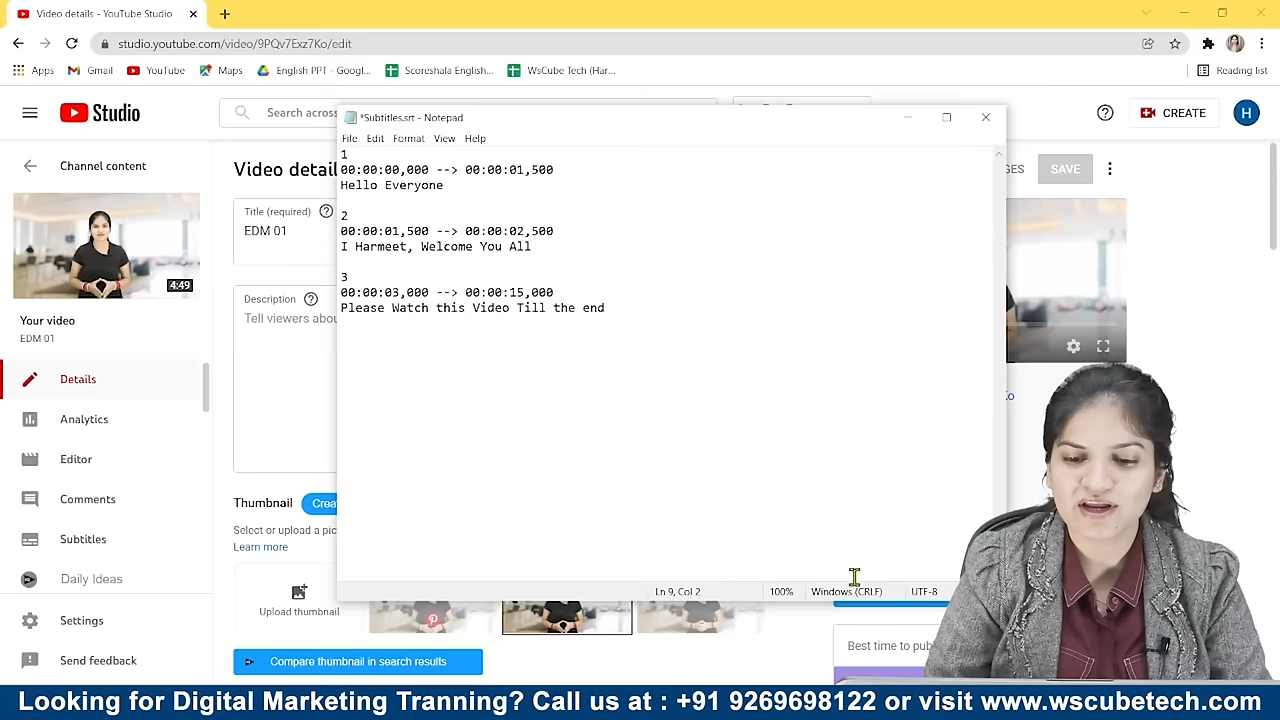 Video details - YouTube Studio
studio.youtube.com/video/9PQv7Exz7Ko/edit
Apps Gmail YouTube Maps English PPT - Googl... Scoreshala English... WsCube Tech (Har... Reading list
Studio
Search across
CREATE
H
*Subtitles.srt - Notepad
File Edit Format View Help
1
00:00:00,000 --> 00:00:01,500
Hello Everyone
2
00:00:01,500 --> 00:00:02,500
I Harmeet, Welcome You All
3
00:00:03,000 --> 00:00:15,000
Please Watch this Video Till the end
Ln 9, Col 2 100% Windows (CRLF) UTF-8
Channel content
4:49
Your video
EDM 01
Details
Analytics
Editor
Comments
Subtitles
Daily Ideas
Settings
Send feedback
Video detail
GES SAVE
Title (required)
EDM 01
Description
Tell viewers abou
Thumbnail Crea
Select or upload a pic
Learn more
Upload thumbnail
Compare thumbnail in search results
Best time to publ
Looking for Digital Marketing Tranning? Call us at : +91 9269698122 or visit www.wscubetech.com